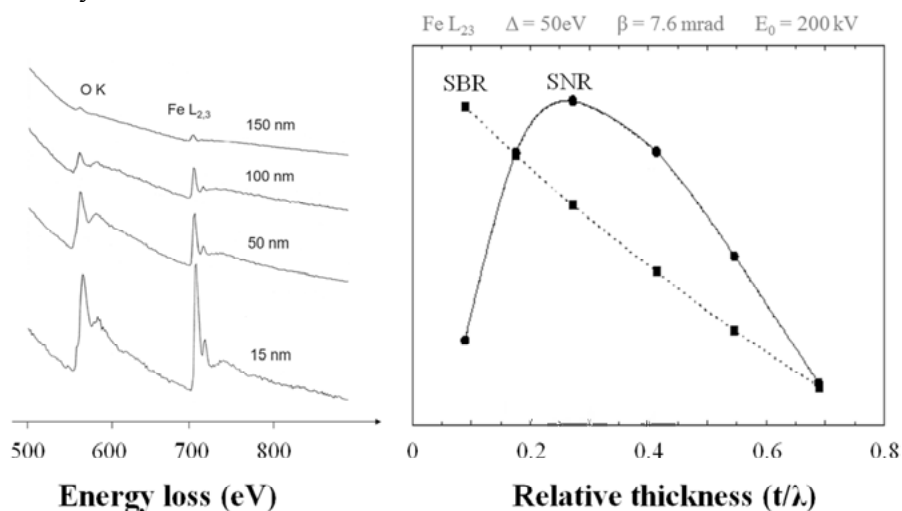 Fe L23 Δ = 50eV β = 7.6 mrad E0 = 200 kV
O K
Fe L2,3
150 nm
100 nm
50 nm
15 nm
500 600 700 800
Energy loss (eV)
SBR SNR
0 0.2 0.4 0.6 0.8
Relative thickness (t/λ)